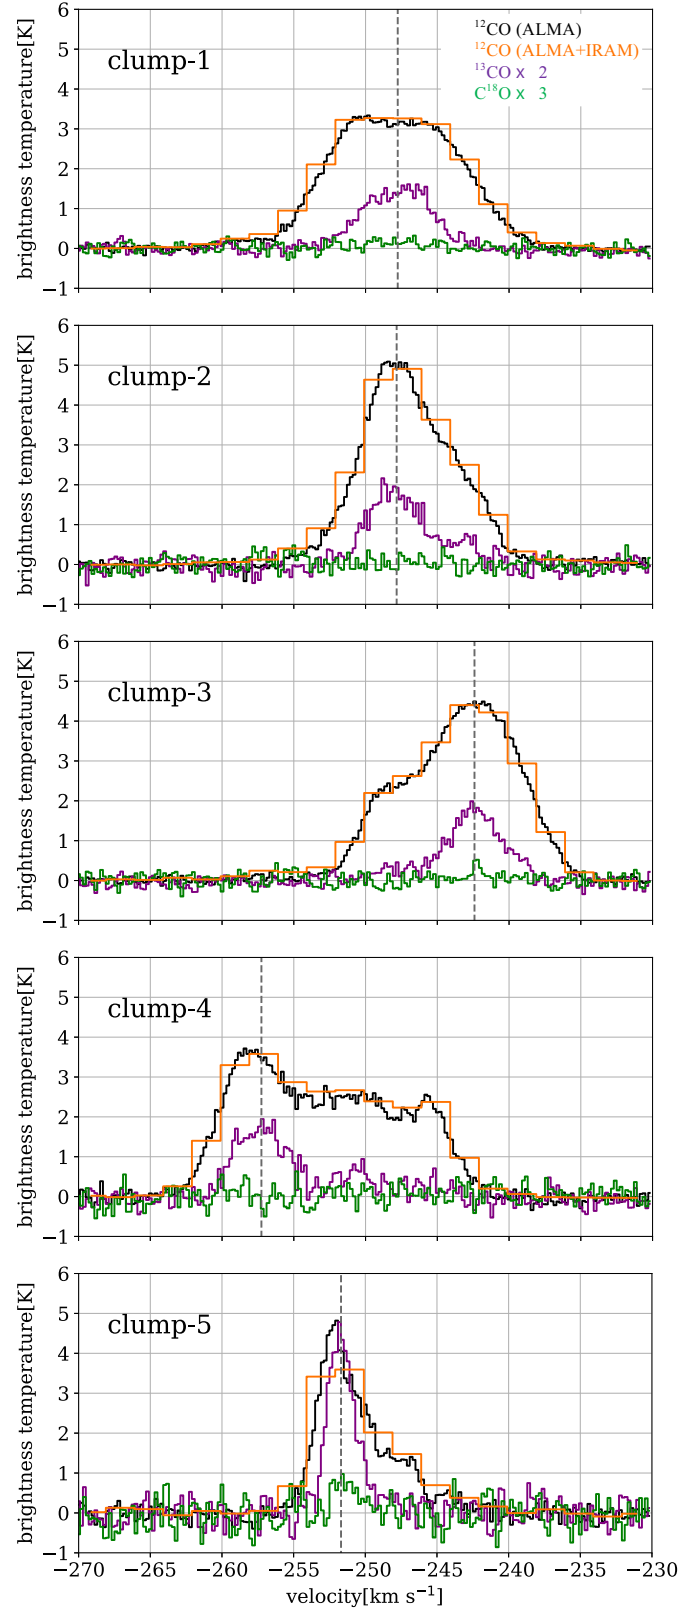 6
5
4
3
2
1
0
−1
brightness temperature[K]
clump-1
¹²CO (ALMA)
¹²CO (ALMA+IRAM)
¹³CO x 2
C¹⁸O x 3
6
5
4
3
2
1
0
−1
brightness temperature[K]
clump-2
6
5
4
3
2
1
0
−1
brightness temperature[K]
clump-3
6
5
4
3
2
1
0
−1
brightness temperature[K]
clump-4
6
5
4
3
2
1
0
−1
brightness temperature[K]
clump-5
−270 −265 −260 −255 −250 −245 −240 −235 −230
velocity[km s⁻¹]